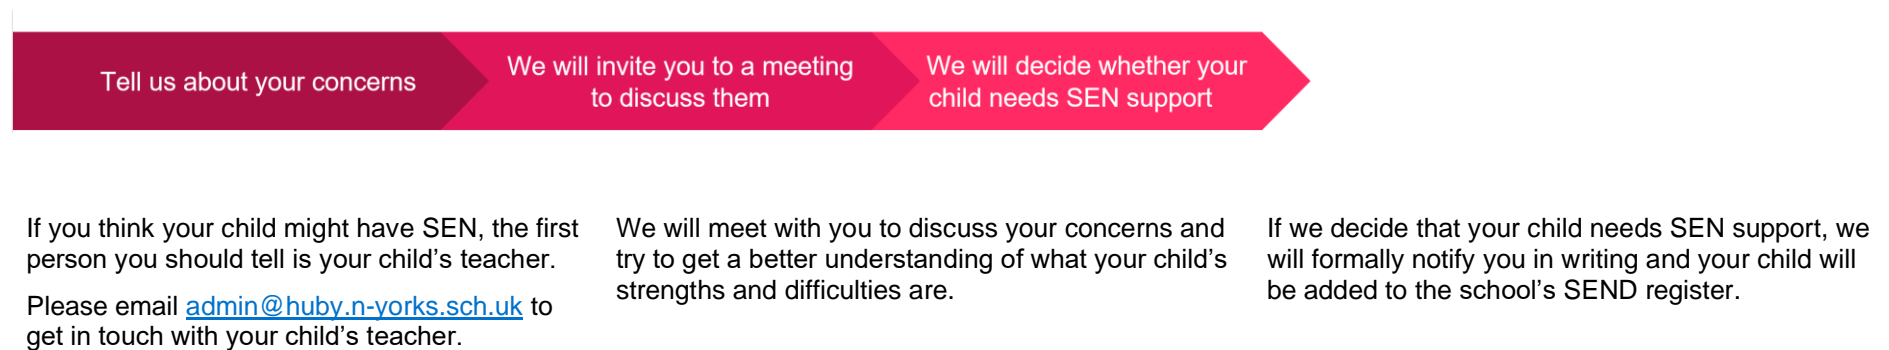 Tell us about your concerns
We will invite you to a meeting
to discuss them
We will decide whether your
child needs SEN support
If you think your child might have SEN, the first
person you should tell is your child’s teacher.
Please email admin@huby.n-yorks.sch.uk to
get in touch with your child’s teacher.
We will meet with you to discuss your concerns and
try to get a better understanding of what your child’s
strengths and difficulties are.
If we decide that your child needs SEN support, we
will formally notify you in writing and your child will
be added to the school’s SEND register.